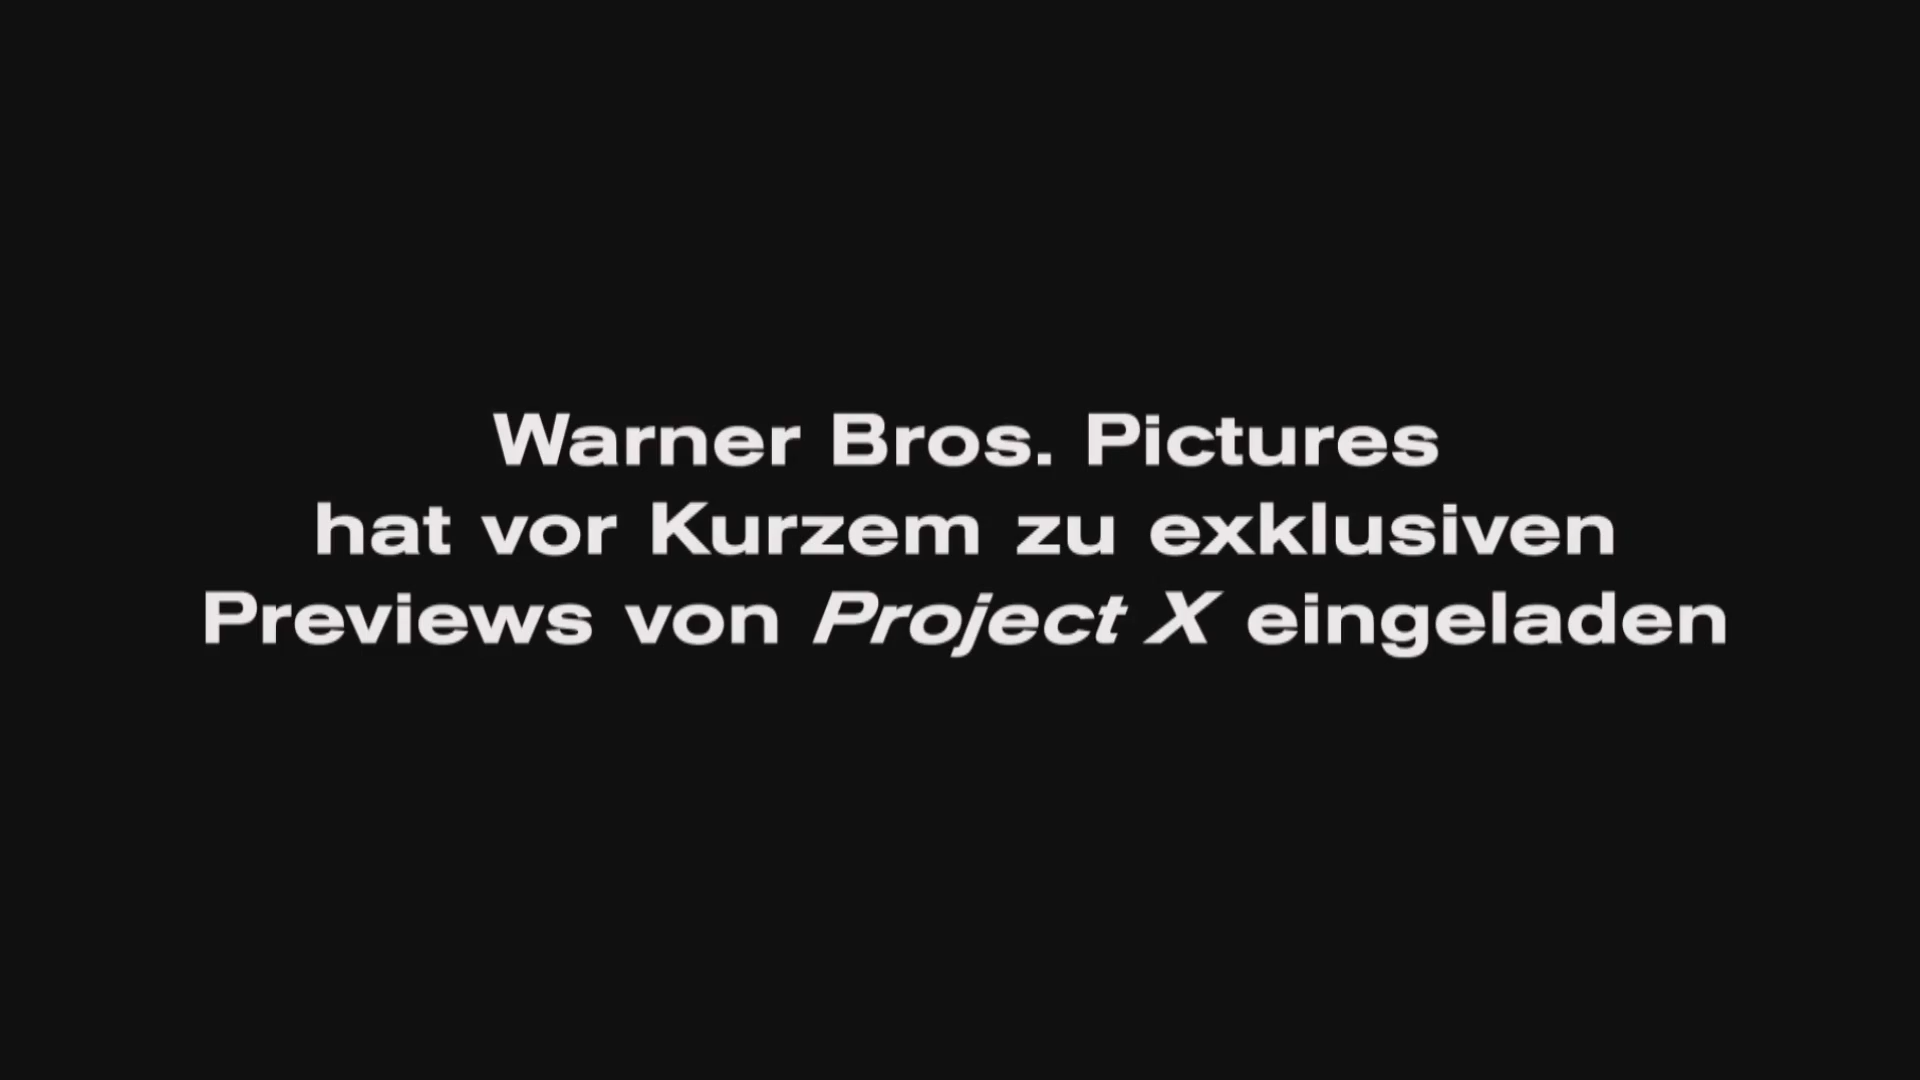 Warner Bros. Pictures
hat vor Kurzem zu exklusiven
Previews von Project X eingeladen